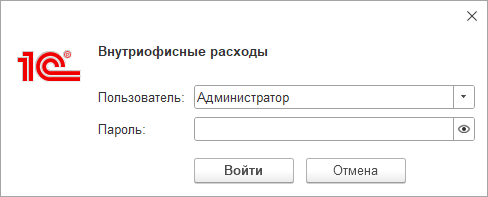 1С®
Внутриофисные расходы
Пользователь: Администратор
Пароль:
Войти Отмена